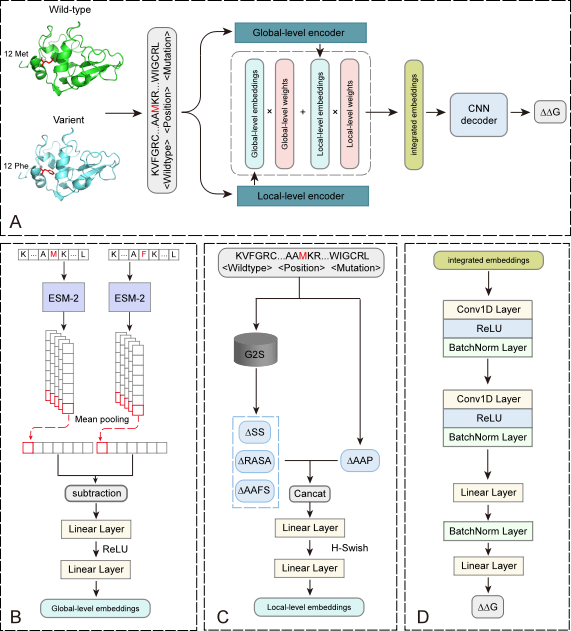 Wild-type
12 Met
Varient
12 Phe
KVFGRC...AAMKR...WIGCRL
<Wildtype> <Position> <Mutation>
Global-level encoder
Global-level embeddings
×
Global-level weights
+
Local-level embeddings
×
Local-level weights
Local-level encoder
integrated embeddings
CNN
decoder
ΔΔG
A
K ... A M K ... L
K ... A F K ... L
ESM-2
ESM-2
Mean pooling
subtraction
Linear Layer
ReLU
Linear Layer
Global-level embeddings
B
KVFGRC...AAMKR...WIGCRL
<Wildtype> <Position> <Mutation>
G2S
ΔSS
ΔRASA
ΔAAFS
ΔAAP
Cancat
Linear Layer
H-Swish
Linear Layer
Local-level embeddings
C
integrated embeddings
Conv1D Layer
ReLU
BatchNorm Layer
Conv1D Layer
ReLU
BatchNorm Layer
Linear Layer
BatchNorm Layer
Linear Layer
ΔΔG
D